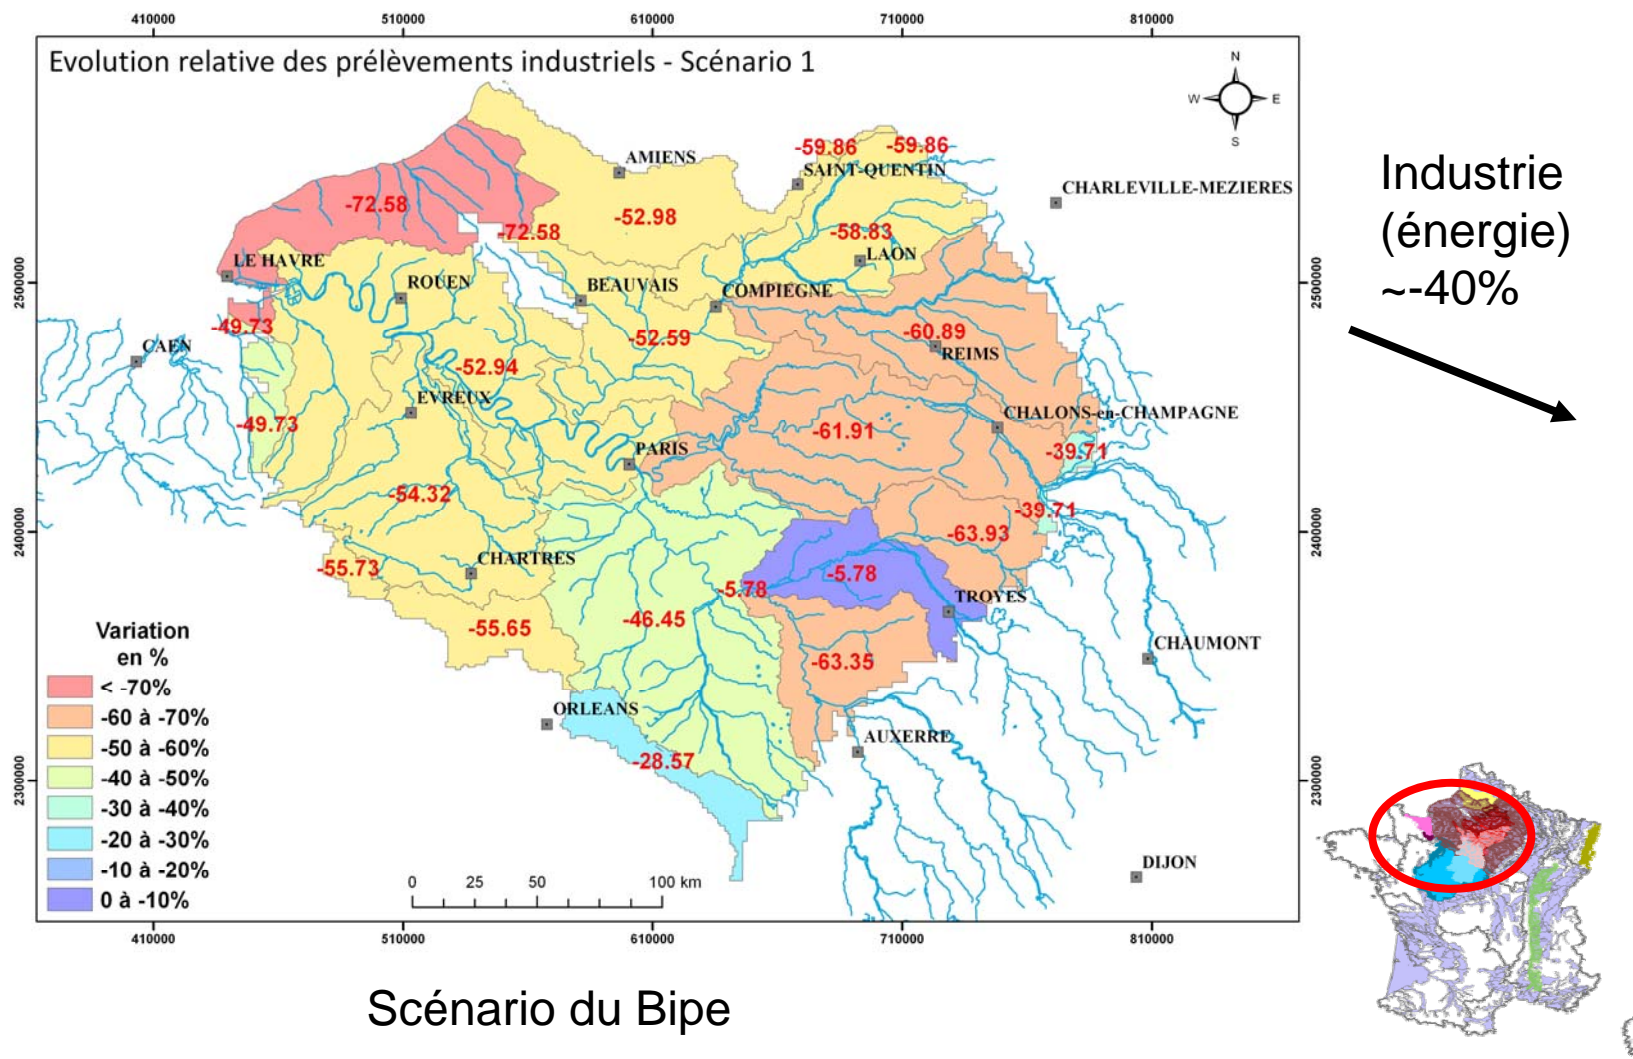 410000 510000 610000 710000 810000
Evolution relative des prélèvements industriels - Scénario 1
N
W E
S
-59.86 -59.86
AMIENS
SAINT-QUENTIN
CHARLEVILLE-MEZIERES
-72.58
-52.98
-72.58
-58.83
LAON
LE HAVRE
ROUEN
BEAUVAIS
COMPIEGNE
2500000
2500000
-49.73
CAEN
-52.59
-60.89
REIMS
-52.94
EVREUX
CHALONS-en-CHAMPAGNE
-49.73
-61.91
PARIS
-39.71
-54.32
-39.71
2400000
2400000
-63.93
CHARTRES
-55.73
-5.78
-5.78
TROYES
-46.45
-55.65
CHAUMONT
-63.35
ORLEANS
AUXERRE
-28.57
2300000
2300000
DIJON
Variation
en %
< -70%
-60 à -70%
-50 à -60%
-40 à -50%
-30 à -40%
-20 à -30%
-10 à -20%
0 à -10%
0 25 50 100 km
410000 510000 610000 710000 810000
Industrie
(énergie)
~-40%
Scénario du Bipe